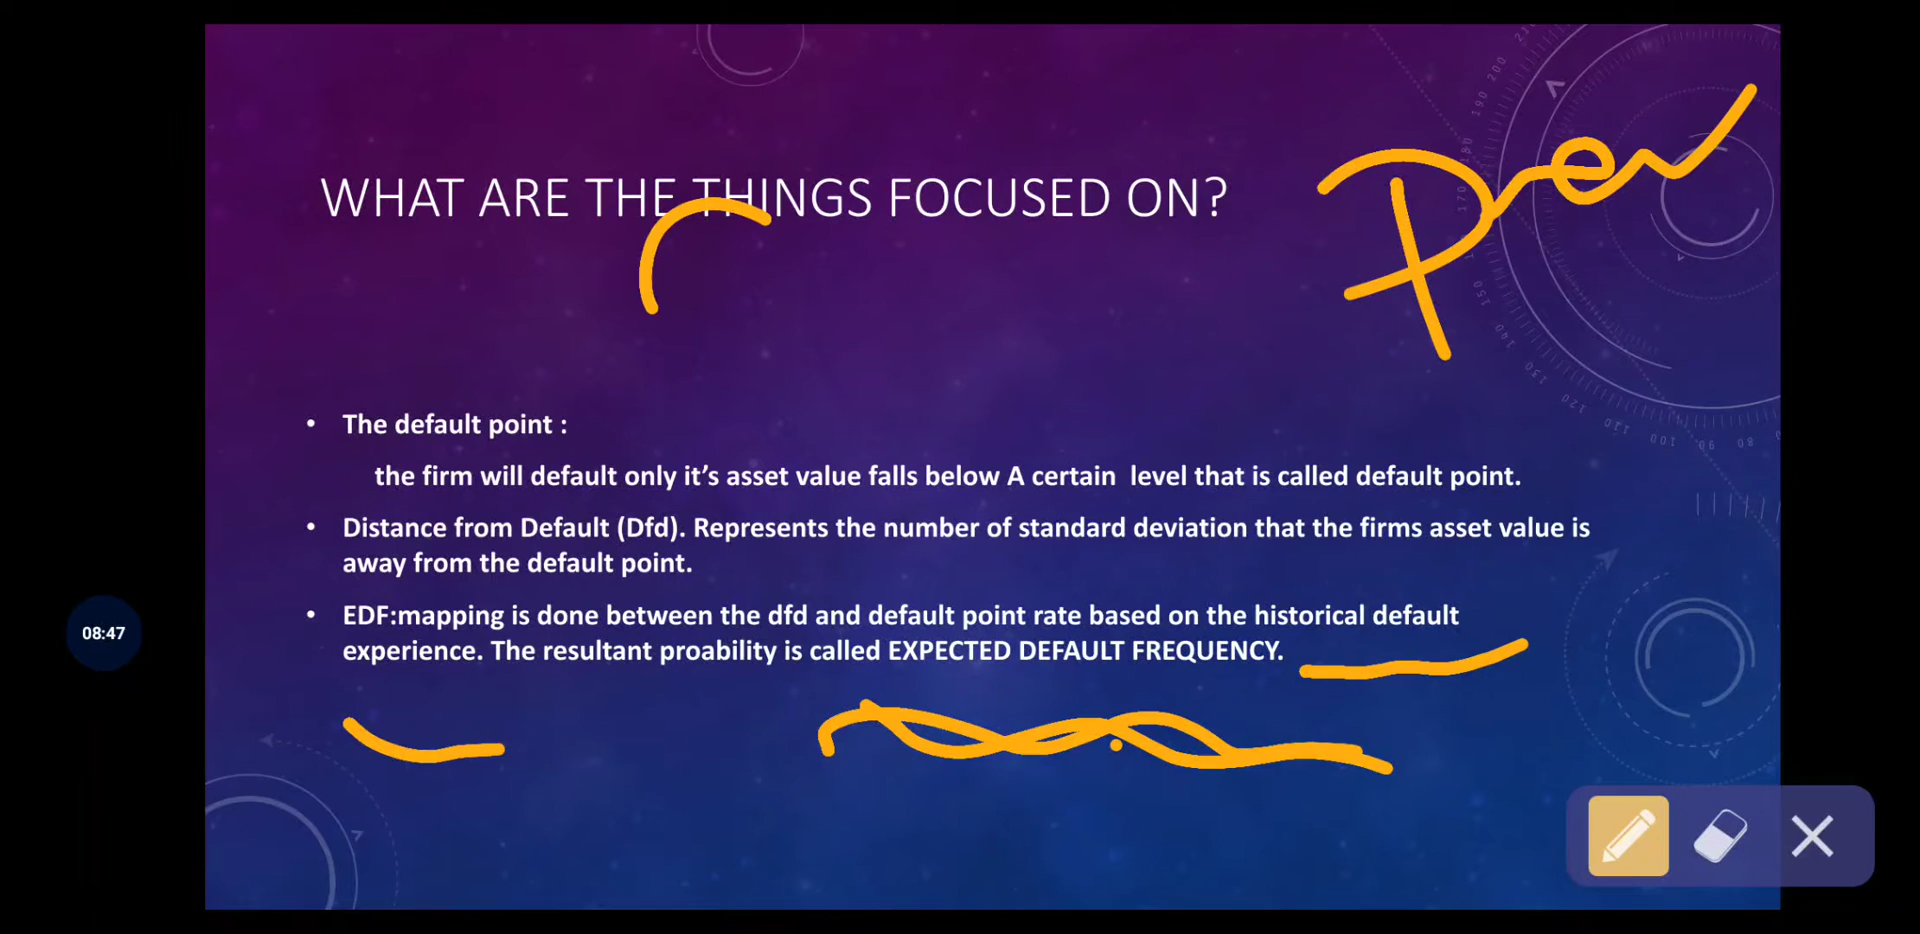 WHAT ARE THE THINGS FOCUSED ON?
• The default point :
the firm will default only it's asset value falls below A certain level that is called default point.
• Distance from Default (Dfd). Represents the number of standard deviation that the firms asset value is
away from the default point.
• EDF:mapping is done between the dfd and default point rate based on the historical default
experience. The resultant proability is called EXPECTED DEFAULT FREQUENCY.
08:47